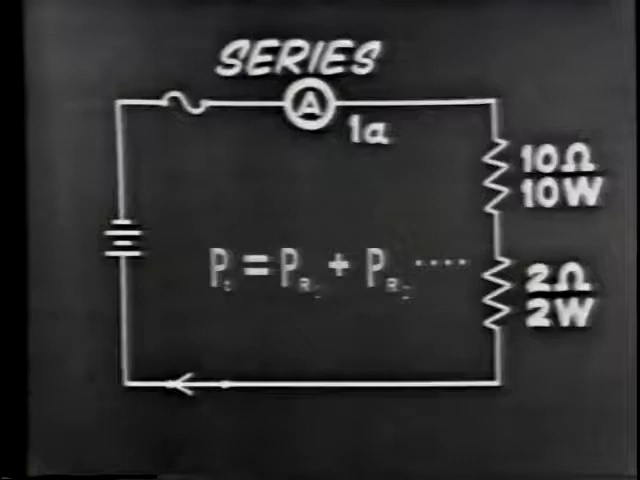 SERIES
A
1a
10Ω
10W
Pt = PR1 + PR2 ····
2Ω
2W